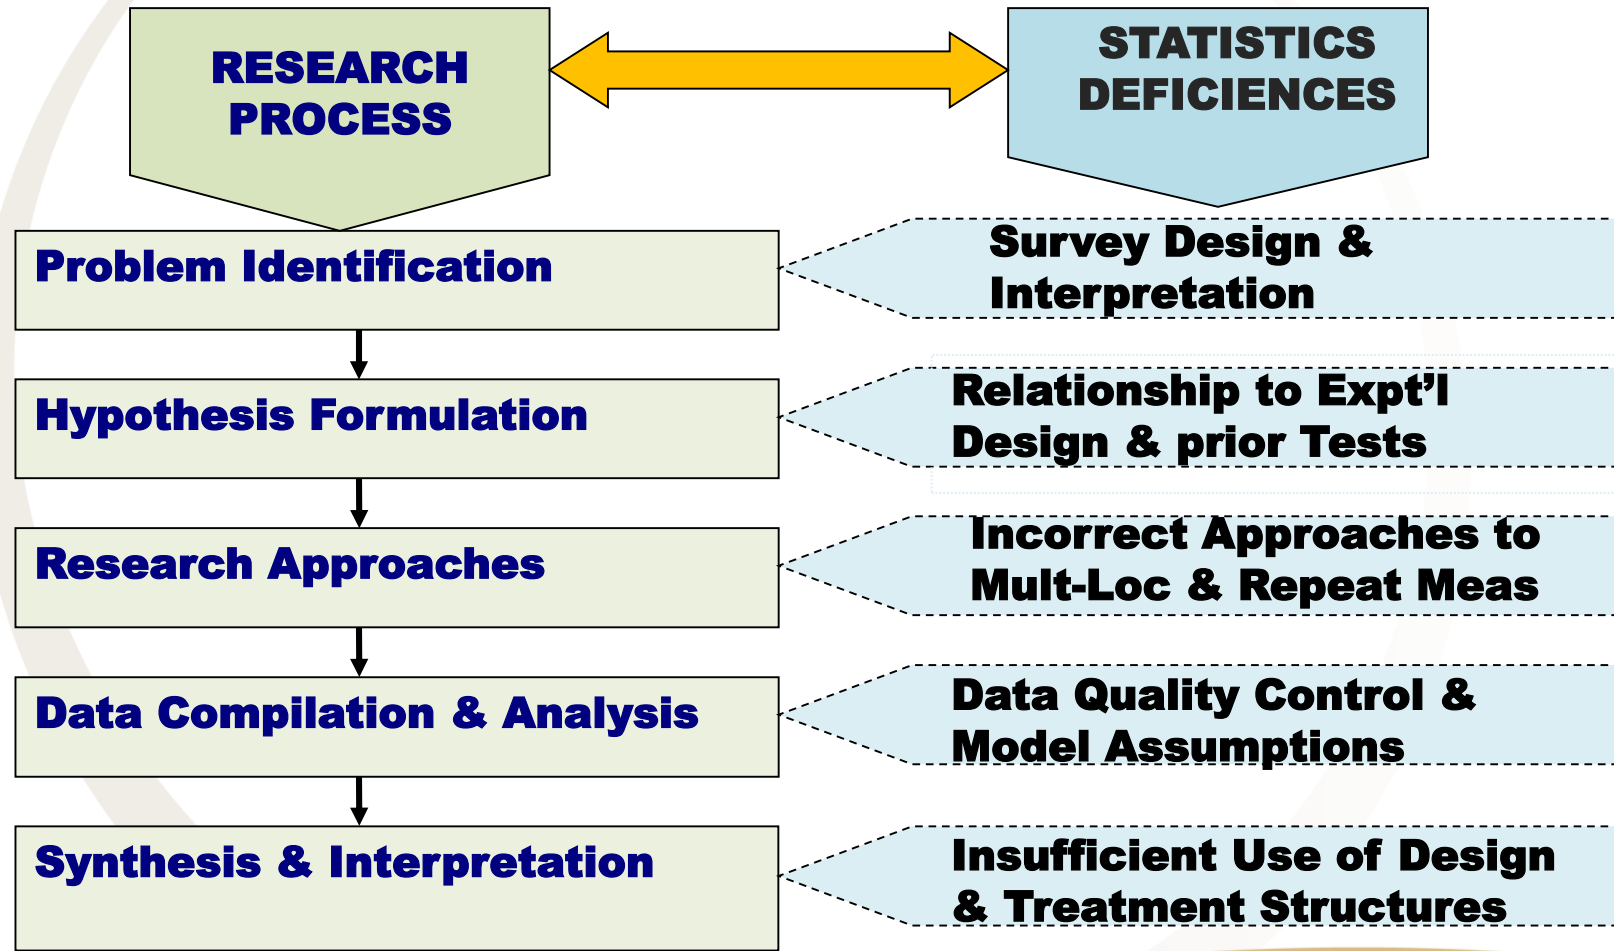 RESEARCH
PROCESS
STATISTICS
DEFICIENCES
Problem Identification
Survey Design &
Interpretation
Hypothesis Formulation
Relationship to Expt’l
Design & prior Tests
Research Approaches
Incorrect Approaches to
Mult-Loc & Repeat Meas
Data Compilation & Analysis
Data Quality Control &
Model Assumptions
Synthesis & Interpretation
Insufficient Use of Design
& Treatment Structures